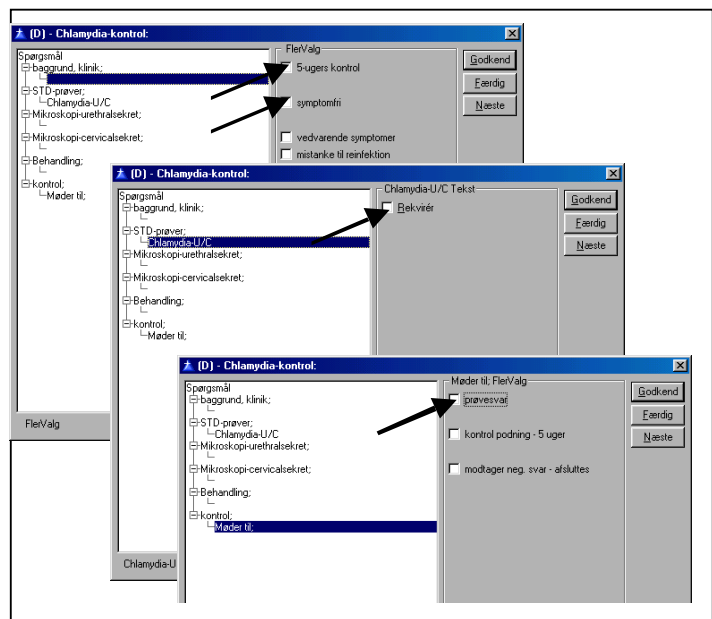 (D) - Chlamydia-kontrol:
Spørgsmål
baggrund, klinik;
STD-prøver;
Chlamydia-U/C
Mikroskopi-urethralsekret;
Mikroskopi-cervicalsekret;
Behandling;
kontrol;
Møder til;
FlerValg
FlerValg
5-ugers kontrol
symptomfri
vedvarende symptomer
mistanke til reinfektion
Godkend
Færdig
Næste
(D) - Chlamydia-kontrol:
Spørgsmål
baggrund, klinik;
STD-prøver;
Chlamydia-U/C
Mikroskopi-urethralsekret;
Mikroskopi-cervicalsekret;
Behandling;
kontrol;
Møder til;
Chlamydia-U
Chlamydia-U/C Tekst
Rekvirér
Godkend
Færdig
Næste
(D) - Chlamydia-kontrol:
Spørgsmål
baggrund, klinik;
STD-prøver;
Chlamydia-U/C
Mikroskopi-urethralsekret;
Mikroskopi-cervicalsekret;
Behandling;
kontrol;
Møder til;
Møder til; FlerValg
prøvesvar
kontrol podning - 5 uger
modtager neg. svar - afsluttes
Godkend
Færdig
Næste